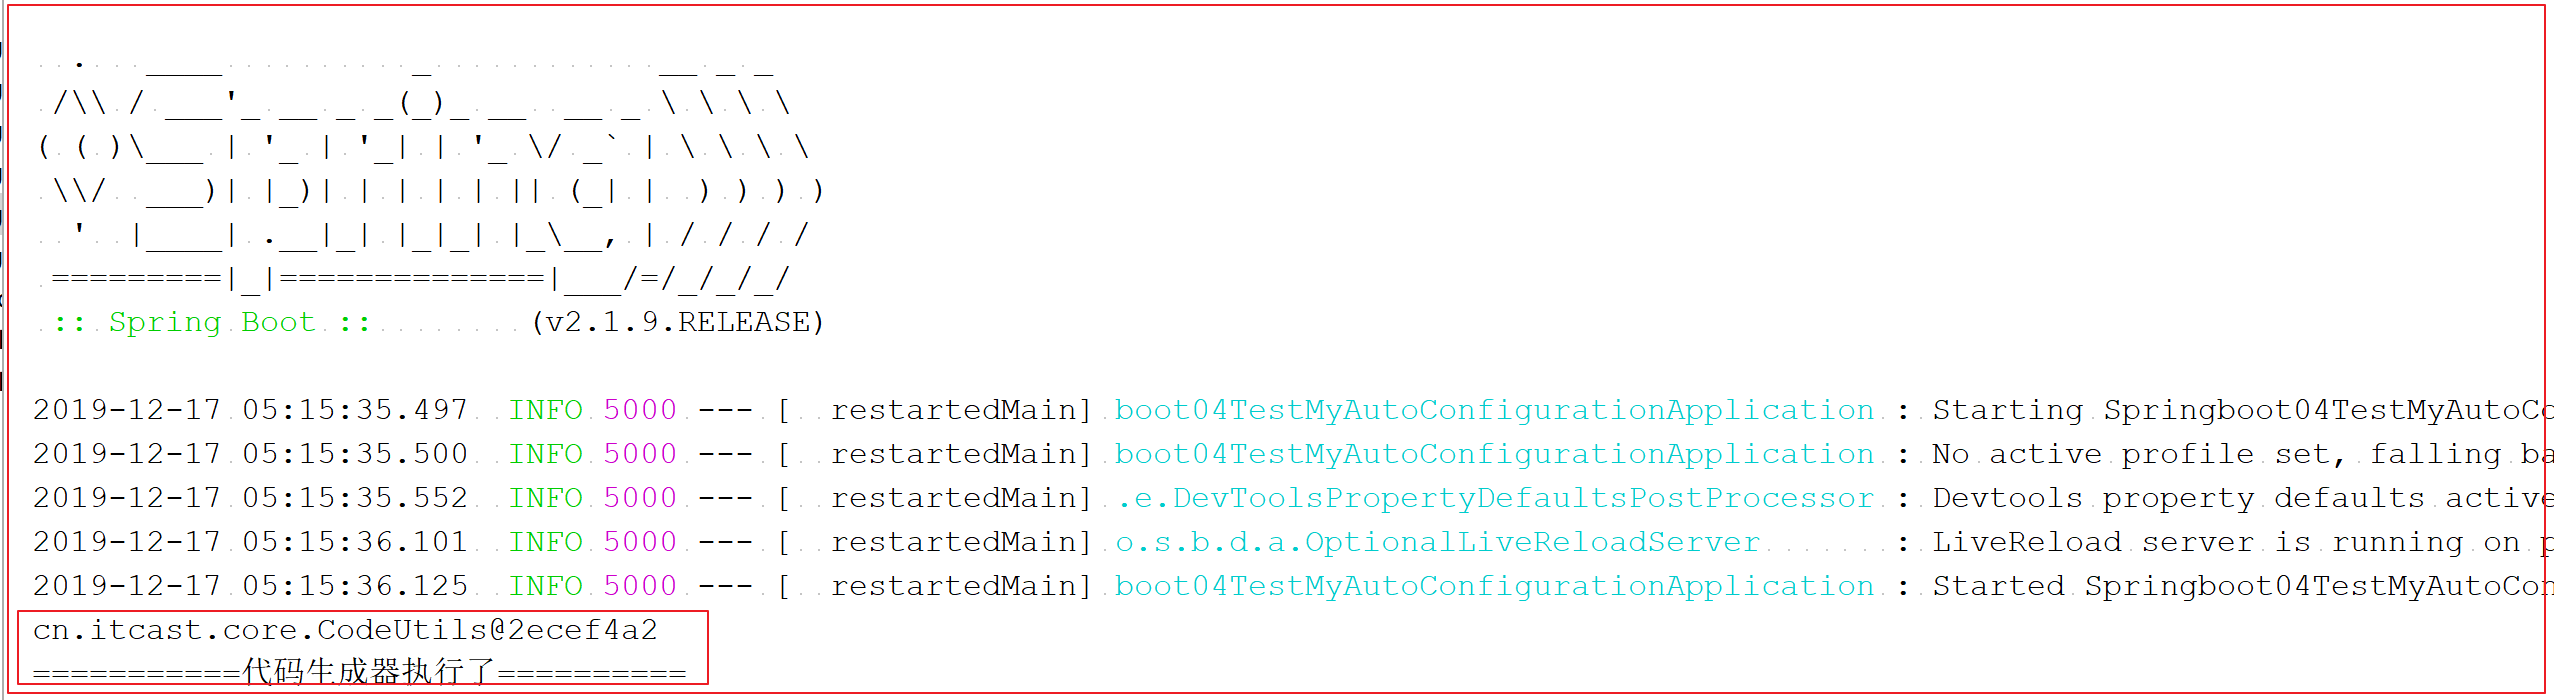 .   ____          _            __ _ _
 /\\ / ___'_ __ _ _(_)_ __  __ _ \ \ \ \
( ( )\___ | '_ | '_| | '_ \/ _` | \ \ \ \
 \\/  ___)| |_)| | | | | || (_| |  ) ) ) )
  '  |____| .__|_| |_|_| |_\__, | / / / /
 =========|_|==============|___/=/_/_/_/
 :: Spring Boot ::        (v2.1.9.RELEASE)
2019-12-17 05:15:35.497  INFO 5000 --- [  restartedMain] boot04TestMyAutoConfigurationApplication : Starting Springboot04TestMyAutoCo
2019-12-17 05:15:35.500  INFO 5000 --- [  restartedMain] boot04TestMyAutoConfigurationApplication : No active profile set, falling ba
2019-12-17 05:15:35.552  INFO 5000 --- [  restartedMain] .e.DevToolsPropertyDefaultsPostProcessor : Devtools property defaults active
2019-12-17 05:15:36.101  INFO 5000 --- [  restartedMain] o.s.b.d.a.OptionalLiveReloadServer       : LiveReload server is running on p
2019-12-17 05:15:36.125  INFO 5000 --- [  restartedMain] boot04TestMyAutoConfigurationApplication : Started Springboot04TestMyAutoCon
cn.itcast.core.CodeUtils@2ecef4a2
===========代码生成器执行了==========